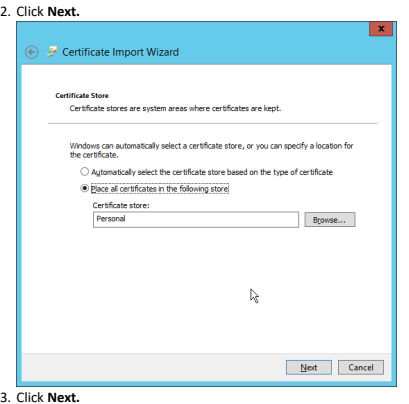 2. Click Next.
x
Certificate Import Wizard
Certificate Store
Certificate stores are system areas where certificates are kept.
Windows can automatically select a certificate store, or you can specify a location for
the certificate.
Automatically select the certificate store based on the type of certificate
Place all certificates in the following store
Certificate store:
Personal
Browse...
Next
Cancel
3. Click Next.